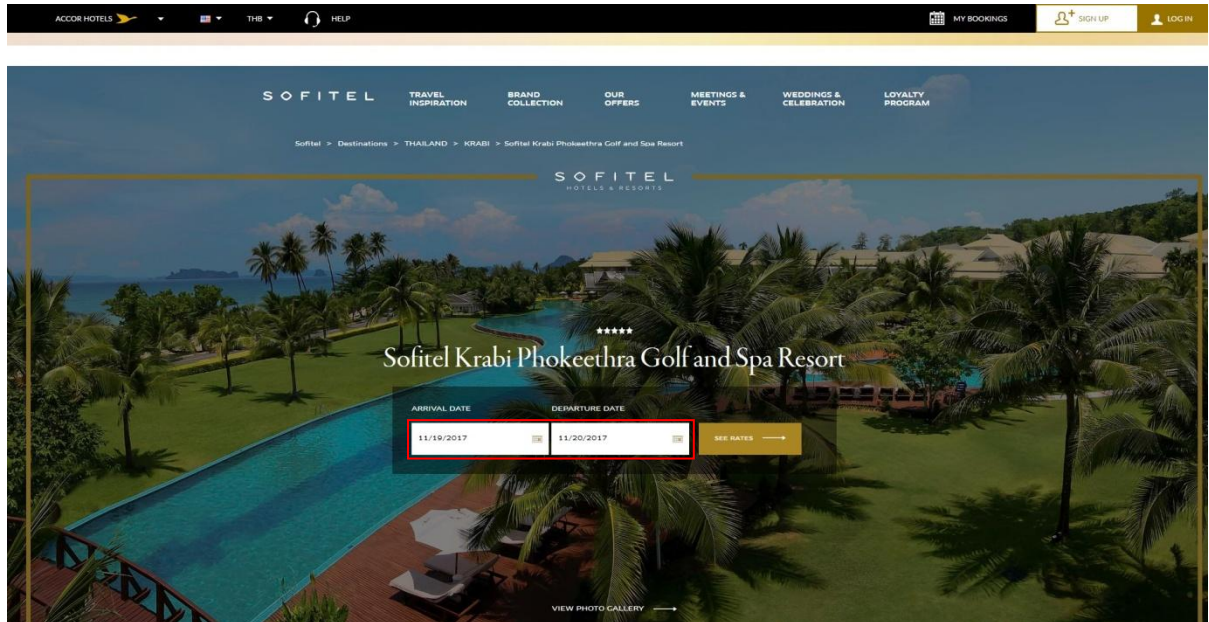 ACCOR HOTELS
THB
HELP
MY BOOKINGS
SIGN UP
LOG IN
SOFITEL
TRAVEL INSPIRATION
BRAND COLLECTION
OUR OFFERS
MEETINGS & EVENTS
WEDDINGS & CELEBRATION
LOYALTY PROGRAM
Sofitel > Destinations > THAILAND > KRABI > Sofitel Krabi Phokeethra Golf and Spa Resort
SOFITEL
HOTELS & RESORTS
★★★★★
Sofitel Krabi Phokeethra Golf and Spa Resort
ARRIVAL DATE
DEPARTURE DATE
11/19/2017
11/20/2017
SEE RATES
VIEW PHOTO GALLERY